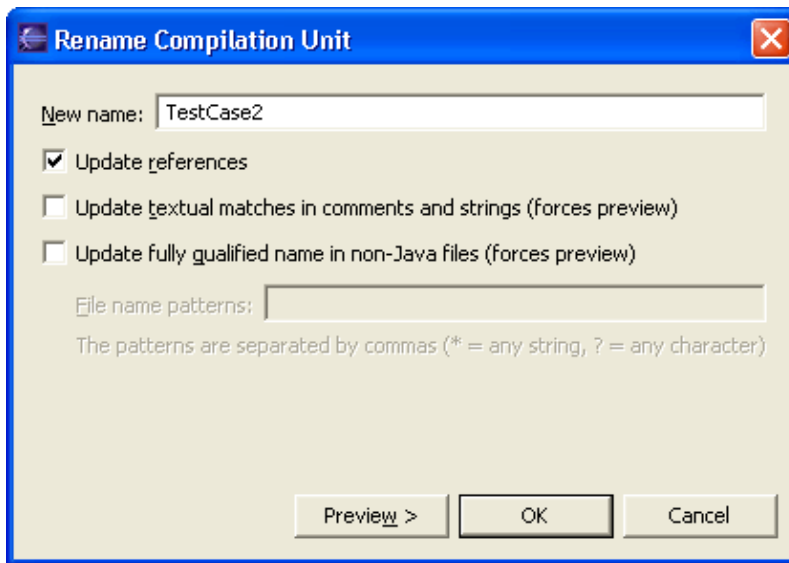 Rename Compilation Unit
New name: TestCase2
Update references
Update textual matches in comments and strings (forces preview)
Update fully qualified name in non-Java files (forces preview)
File name patterns:
The patterns are separated by commas (* = any string, ? = any character)
Preview > OK Cancel